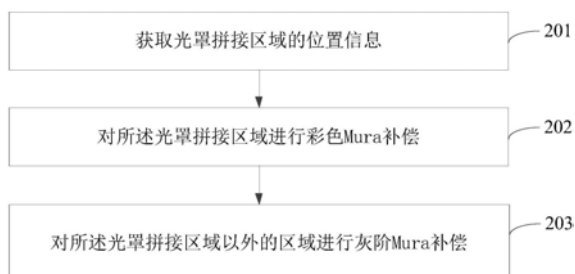 获取光罩拼接区域的位置信息
201
对所述光罩拼接区域进行彩色Mura补偿
202
对所述光罩拼接区域以外的区域进行灰阶Mura补偿
203